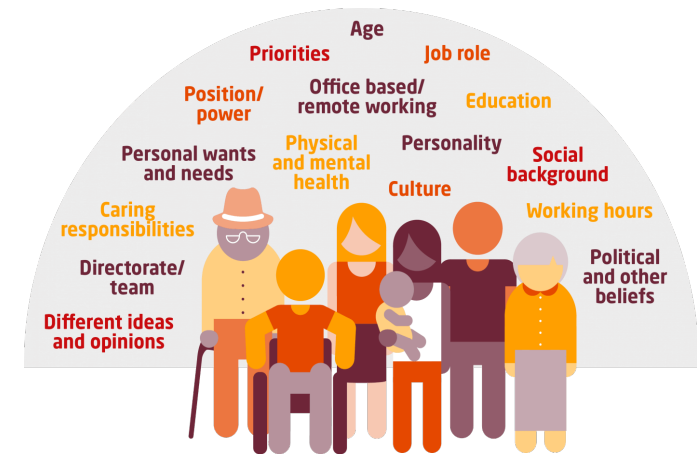 Age
Priorities
Job role
Position/
power
Office based/
remote working
Education
Personal wants
and needs
Physical
and mental
health
Personality
Social
background
Culture
Caring
responsibilities
Working hours
Directorate/
team
Political
and other
beliefs
Different ideas
and opinions